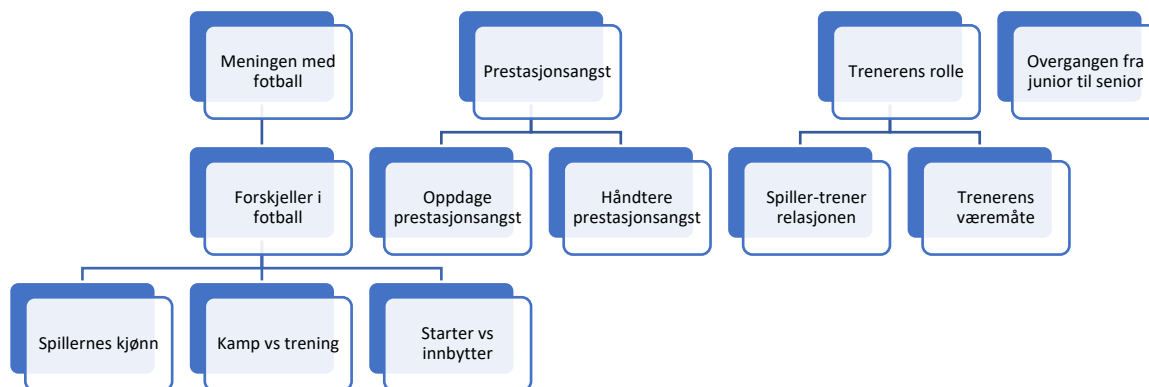 Meningen med
fotball
Prestasjonsangst
Trenerens rolle
Overgangen fra
junior til senior
Forskjeller i
fotball
Oppdage
prestasjonsangst
Håndtere
prestasjonsangst
Spiller-trener
relasjonen
Trenerens
væremåte
Spillernes kjønn
Kamp vs trening
Starter vs
innbytter